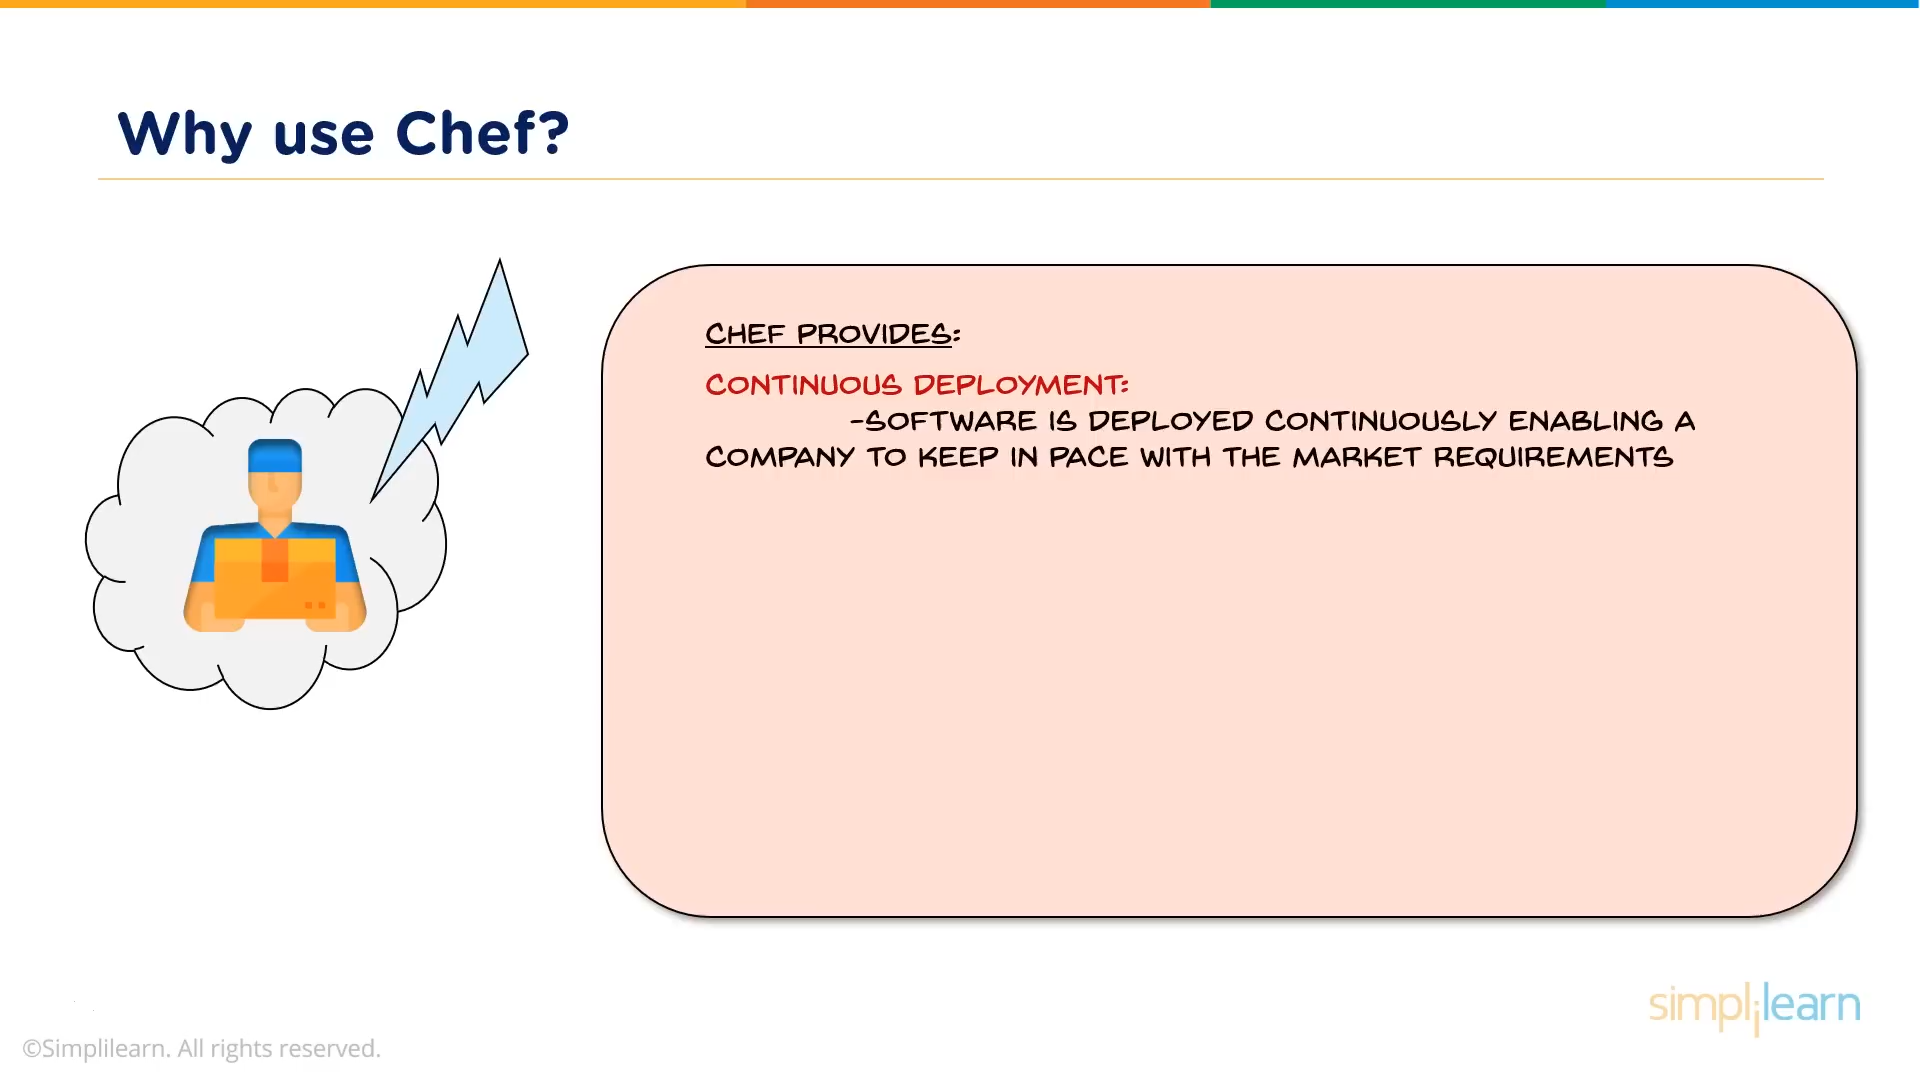 Why use Chef?
CHEF PROVIDES:
CONTINUOUS DEPLOYMENT:
-SOFTWARE IS DEPLOYED CONTINUOUSLY ENABLING A
COMPANY TO KEEP IN PACE WITH THE MARKET REQUIREMENTS
simplilearn
©Simplilearn. All rights reserved.